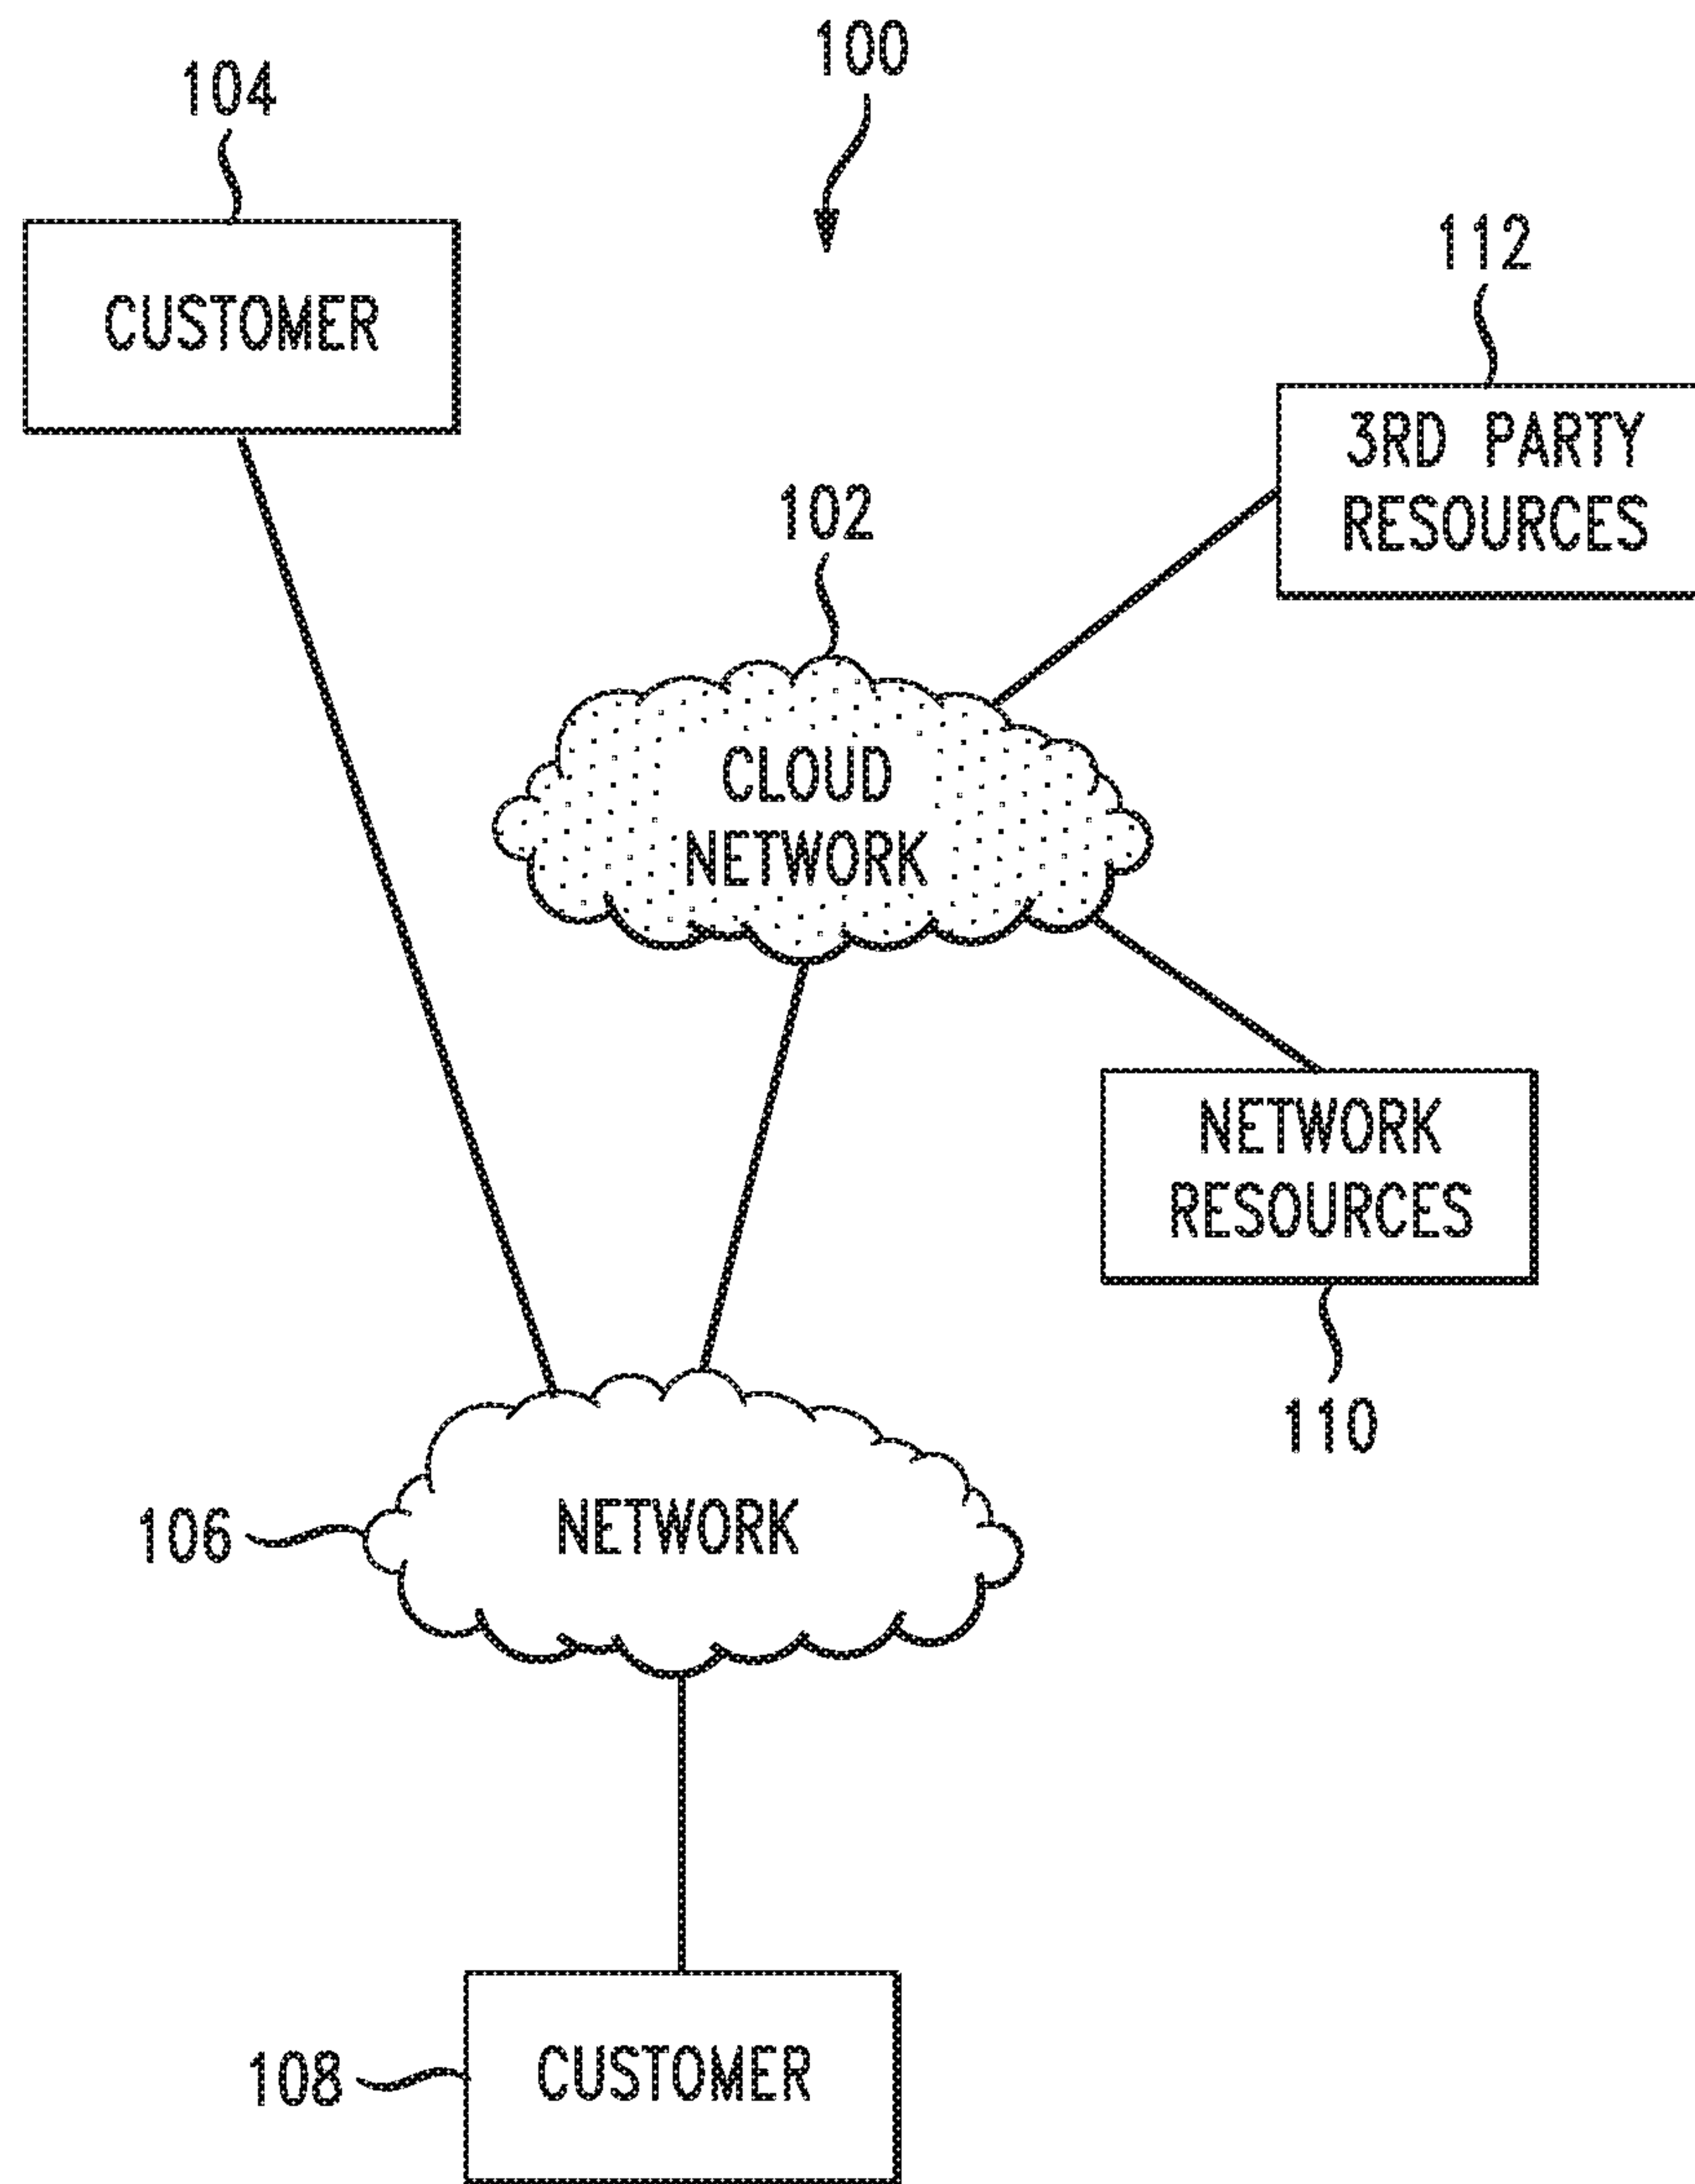 100
104
CUSTOMER
112
3RD PARTY
RESOURCES
102
CLOUD
NETWORK
NETWORK
RESOURCES
110
106
NETWORK
108
CUSTOMER